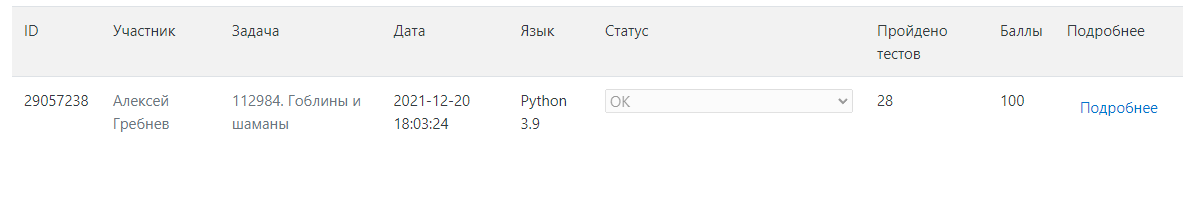 ID Участник Задача Дата Язык Статус Пройдено тестов Баллы Подробнее
29057238 Алексей Гребнев 112984. Гоблины и шаманы 2021-12-20 18:03:24 Python 3.9 OK 28 100 Подробнее